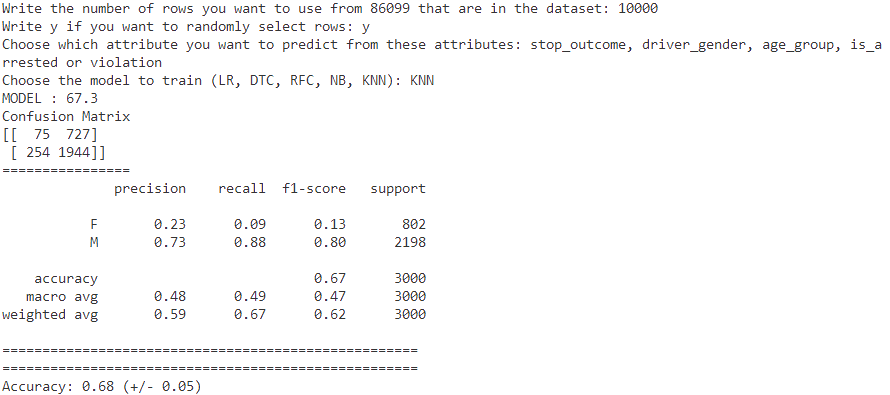 Write the number of rows you want to use from 86099 that are in the dataset: 10000
Write y if you want to randomly select rows: y
Choose which attribute you want to predict from these attributes: stop_outcome, driver_gender, age_group, is_a
rrested or violation
Choose the model to train (LR, DTC, RFC, NB, KNN): KNN
MODEL : 67.3
Confusion Matrix
[[  75  727]
 [ 254 1944]]
================
              precision    recall  f1-score   support

           F       0.23      0.09      0.13       802
           M       0.73      0.88      0.80      2198

    accuracy                           0.67      3000
   macro avg       0.48      0.49      0.47      3000
weighted avg       0.59      0.67      0.62      3000

====================================================
====================================================
Accuracy: 0.68 (+/- 0.05)